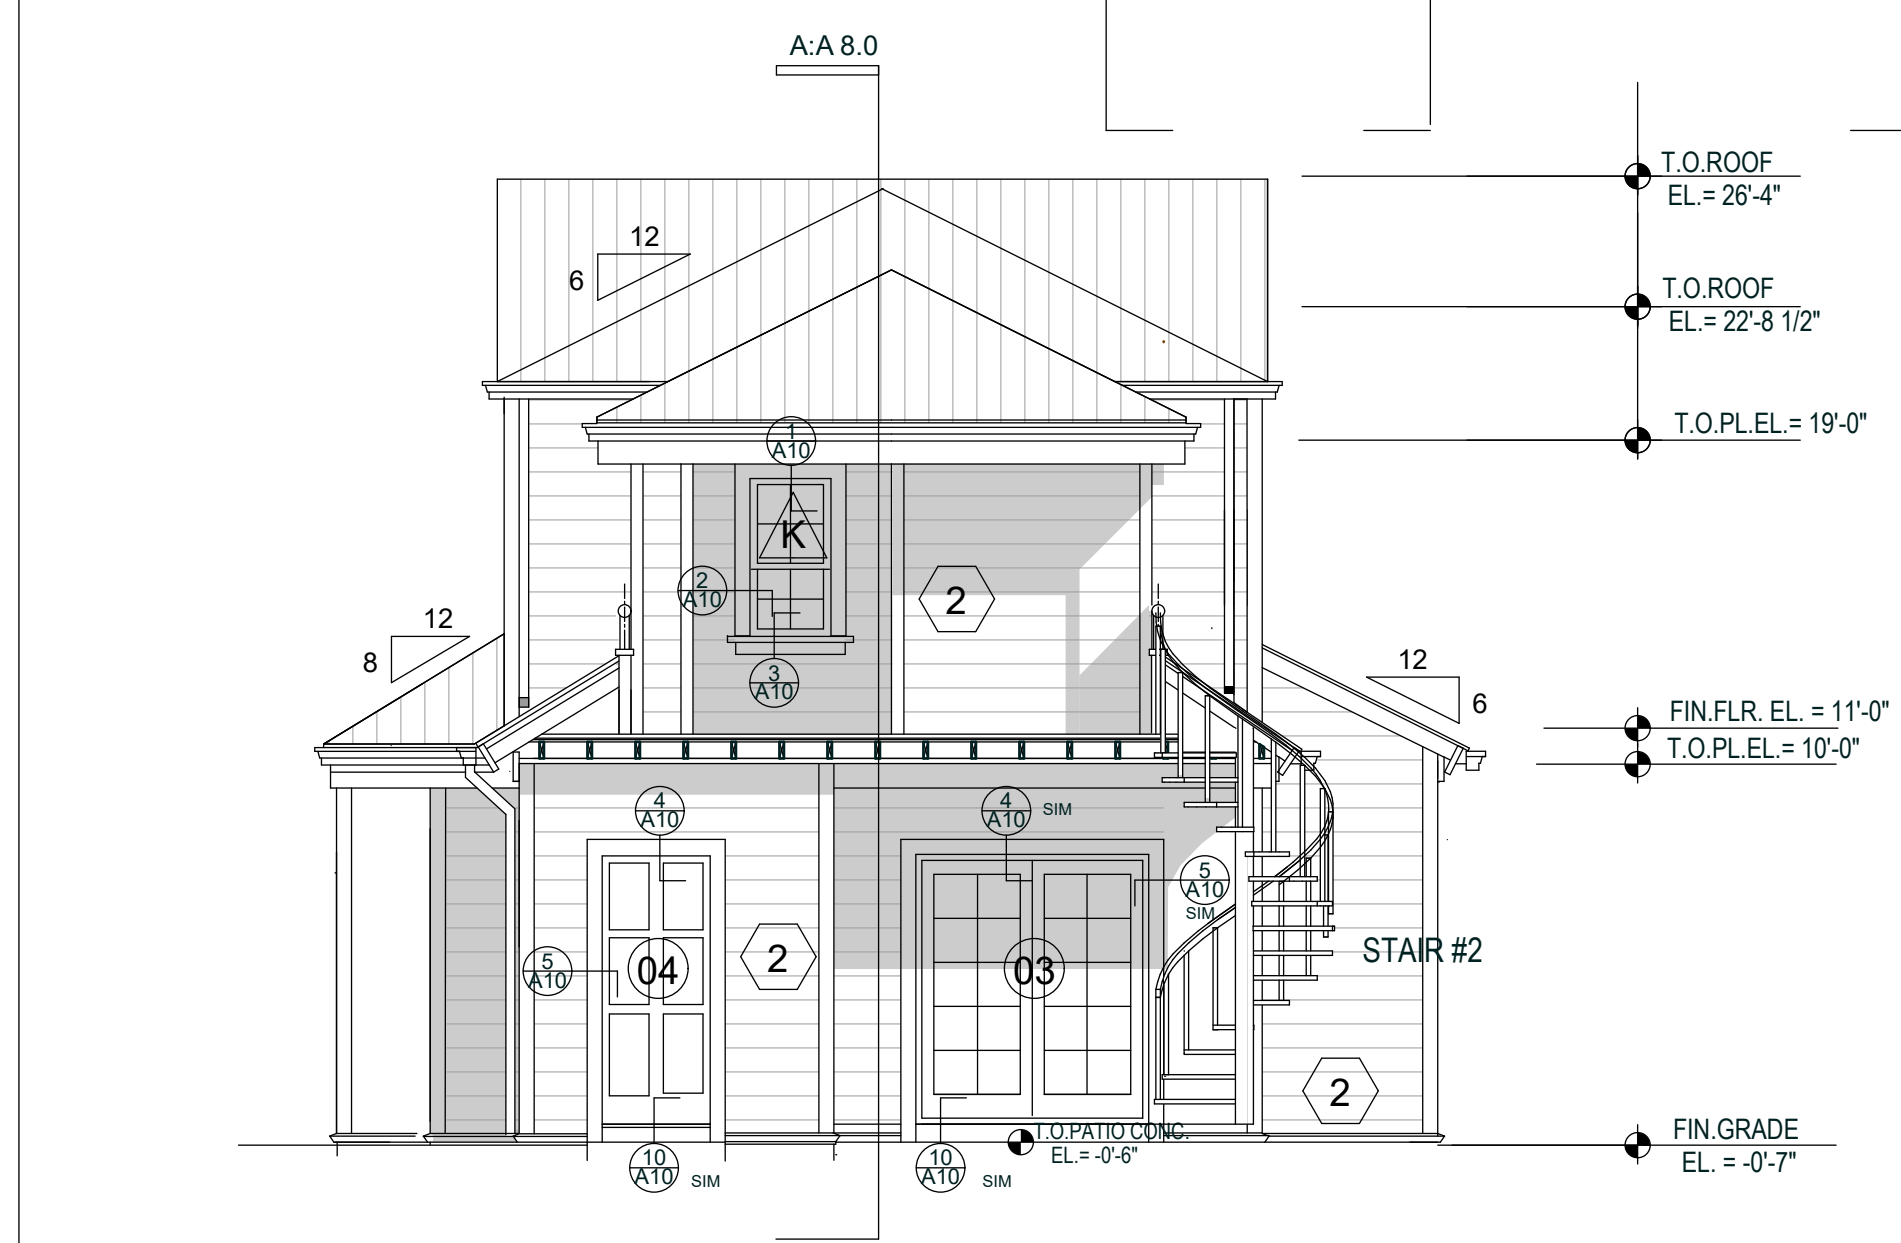 A:A 8.0
T.O.ROOF
EL.= 26'-4"
12
6
T.O.ROOF
EL.= 22'-8 1/2"
T.O.PL.EL.= 19'-0"
1
A10
K
2
A10
2
3
A10
12
8
12
6
FIN.FLR. EL. = 11'-0"
T.O.PL.EL.= 10'-0"
4
A10
4
A10
SIM
5
A10
SIM
5
A10
04
2
03
STAIR #2
2
T.O.PATIO CONC.
EL.= -0'-6"
FIN.GRADE
EL. = -0'-7"
10
A10
SIM
10
A10
SIM